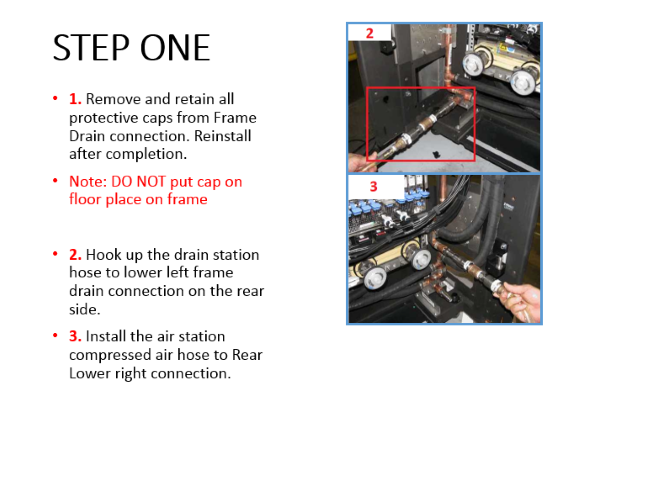 STEP ONE
• 1. Remove and retain all
protective caps from Frame
Drain connection. Reinstall
after completion.
• Note: DO NOT put cap on
floor place on frame
• 2. Hook up the drain station
hose to lower left frame
drain connection on the rear
side.
• 3. Install the air station
compressed air hose to Rear
Lower right connection.
2
3